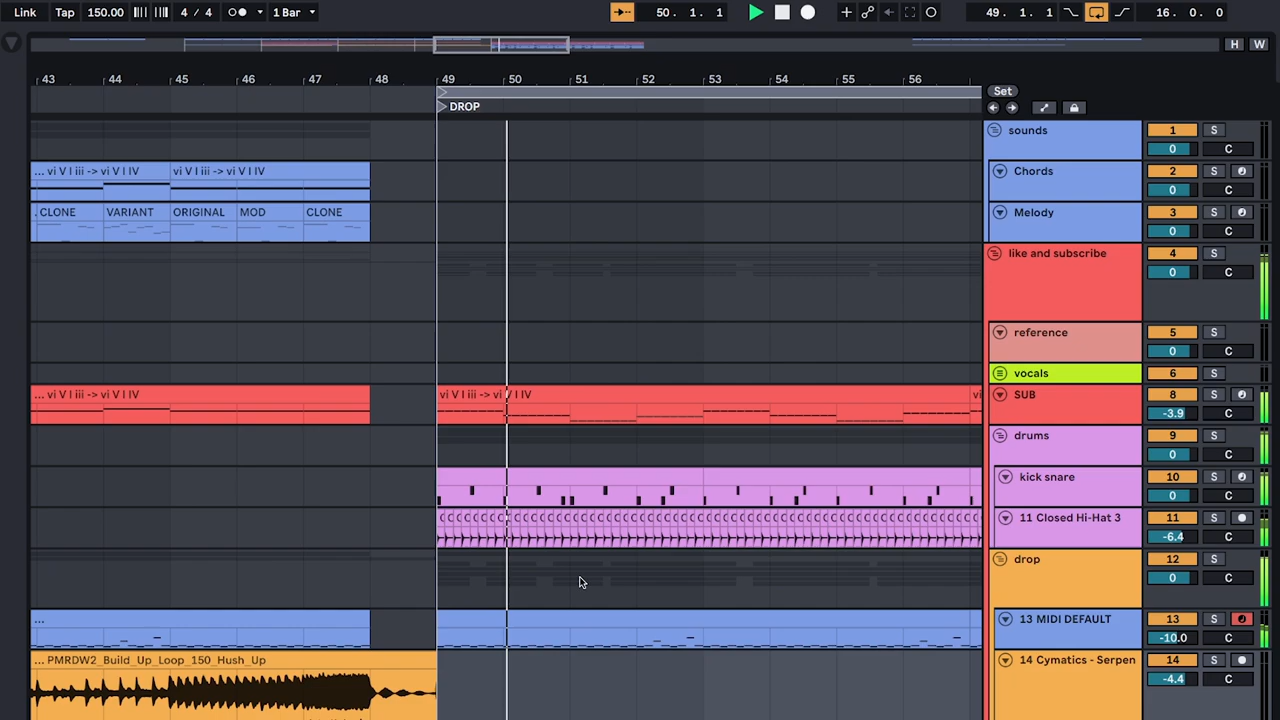 Link Tap 150.00 4 / 4 1 Bar 50. 1. 1 49. 1. 1 16. 0. 0
H W
43 44 45 46 47 48 49 50 51 52 53 54 55 56 Set
DROP
sounds 1 S
0 C
... vi V I iii -> vi V I IV vi V I iii -> vi V I IV Chords 2 S
0 C
. CLONE VARIANT ORIGINAL MOD CLONE Melody 3 S
0 C
like and subscribe 4 S
0 C
reference 5 S
0 C
vocals 6 S
... vi V I iii -> vi V I IV vi V I iii -> vi V I IV vi SUB 8 S
-3.9 C
drums 9 S
0 C
kick snare 10 S
0 C
11 Closed Hi-Hat 3 11 S
-6.4 C
drop 12 S
0 C
... 13 MIDI DEFAULT 13 S
-10.0 C
... PMRDW2_Build_Up_Loop_150_Hush_Up 14 Cymatics - Serpen 14 S
-4.4 C